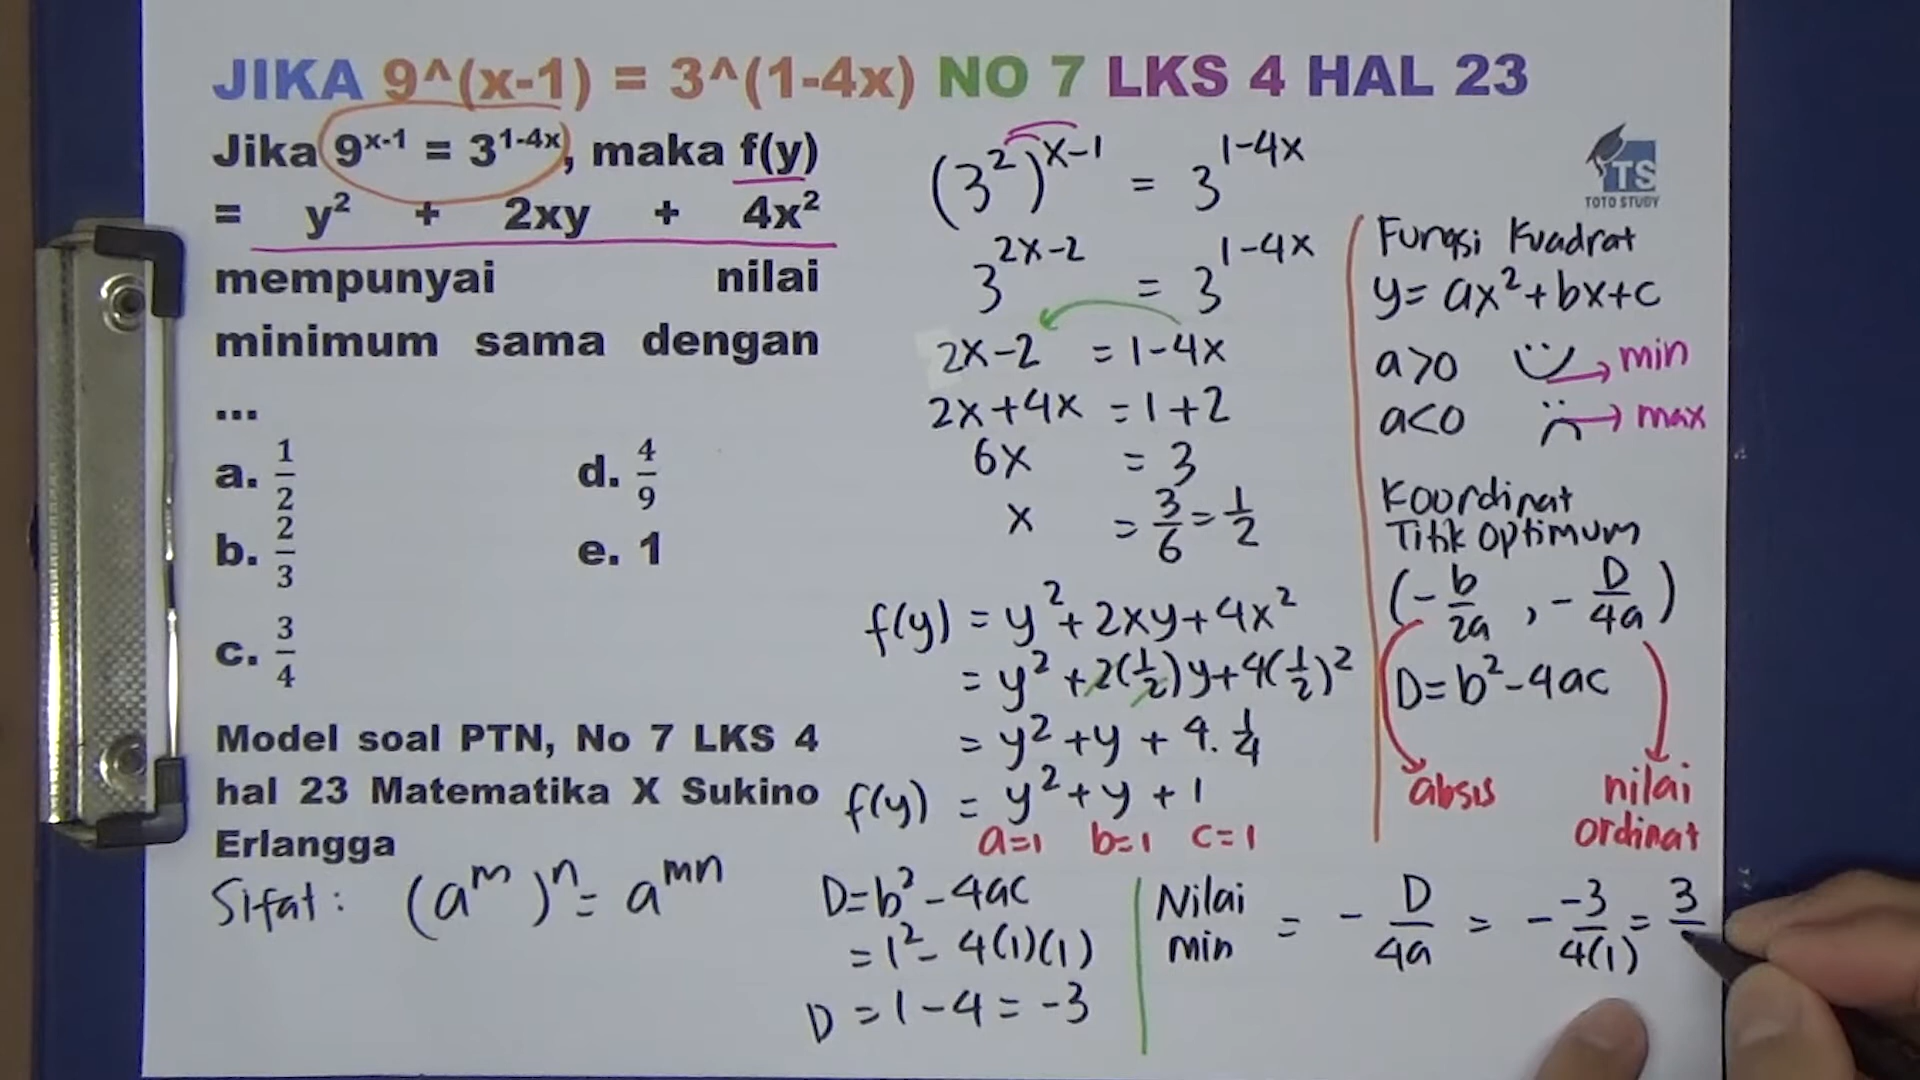 JIKA 9^(x-1) = 3^(1-4x) NO 7 LKS 4 HAL 23
Jika 9ˣ⁻¹ = 3¹⁻⁴ˣ, maka f(y)
= y² + 2xy + 4x²
mempunyai nilai
minimum sama dengan
...
a. 1/2
b. 2/3
c. 3/4
d. 4/9
e. 1
Model soal PTN, No 7 LKS 4
hal 23 Matematika X Sukino
Erlangga
Sifat : (a^m)^n = a^mn
(3²)^x-1 = 3^1-4x
3^2x-2 = 3^1-4x
2x-2 = 1-4x
2x+4x = 1+2
6x = 3
x = 3/6 = 1/2
f(y) = y² + 2xy + 4x²
= y² + 2(1/2)y + 4(1/2)²
= y² + y + 4. 1/4
f(y) = y² + y + 1
a=1 b=1 c=1
D = b² - 4ac
= 1² - 4(1)(1)
D = 1 - 4 = -3
TS
TOTO STUDY
Fungsi Kuadrat
y = ax² + bx + c
a>0 → min
a<0 → max
Koordinat
Titik Optimum
(-b/2a , -D/4a)
D = b² - 4ac
absis
nilai
ordinat
Nilai
min = - D/4a = - -3/4(1) = 3